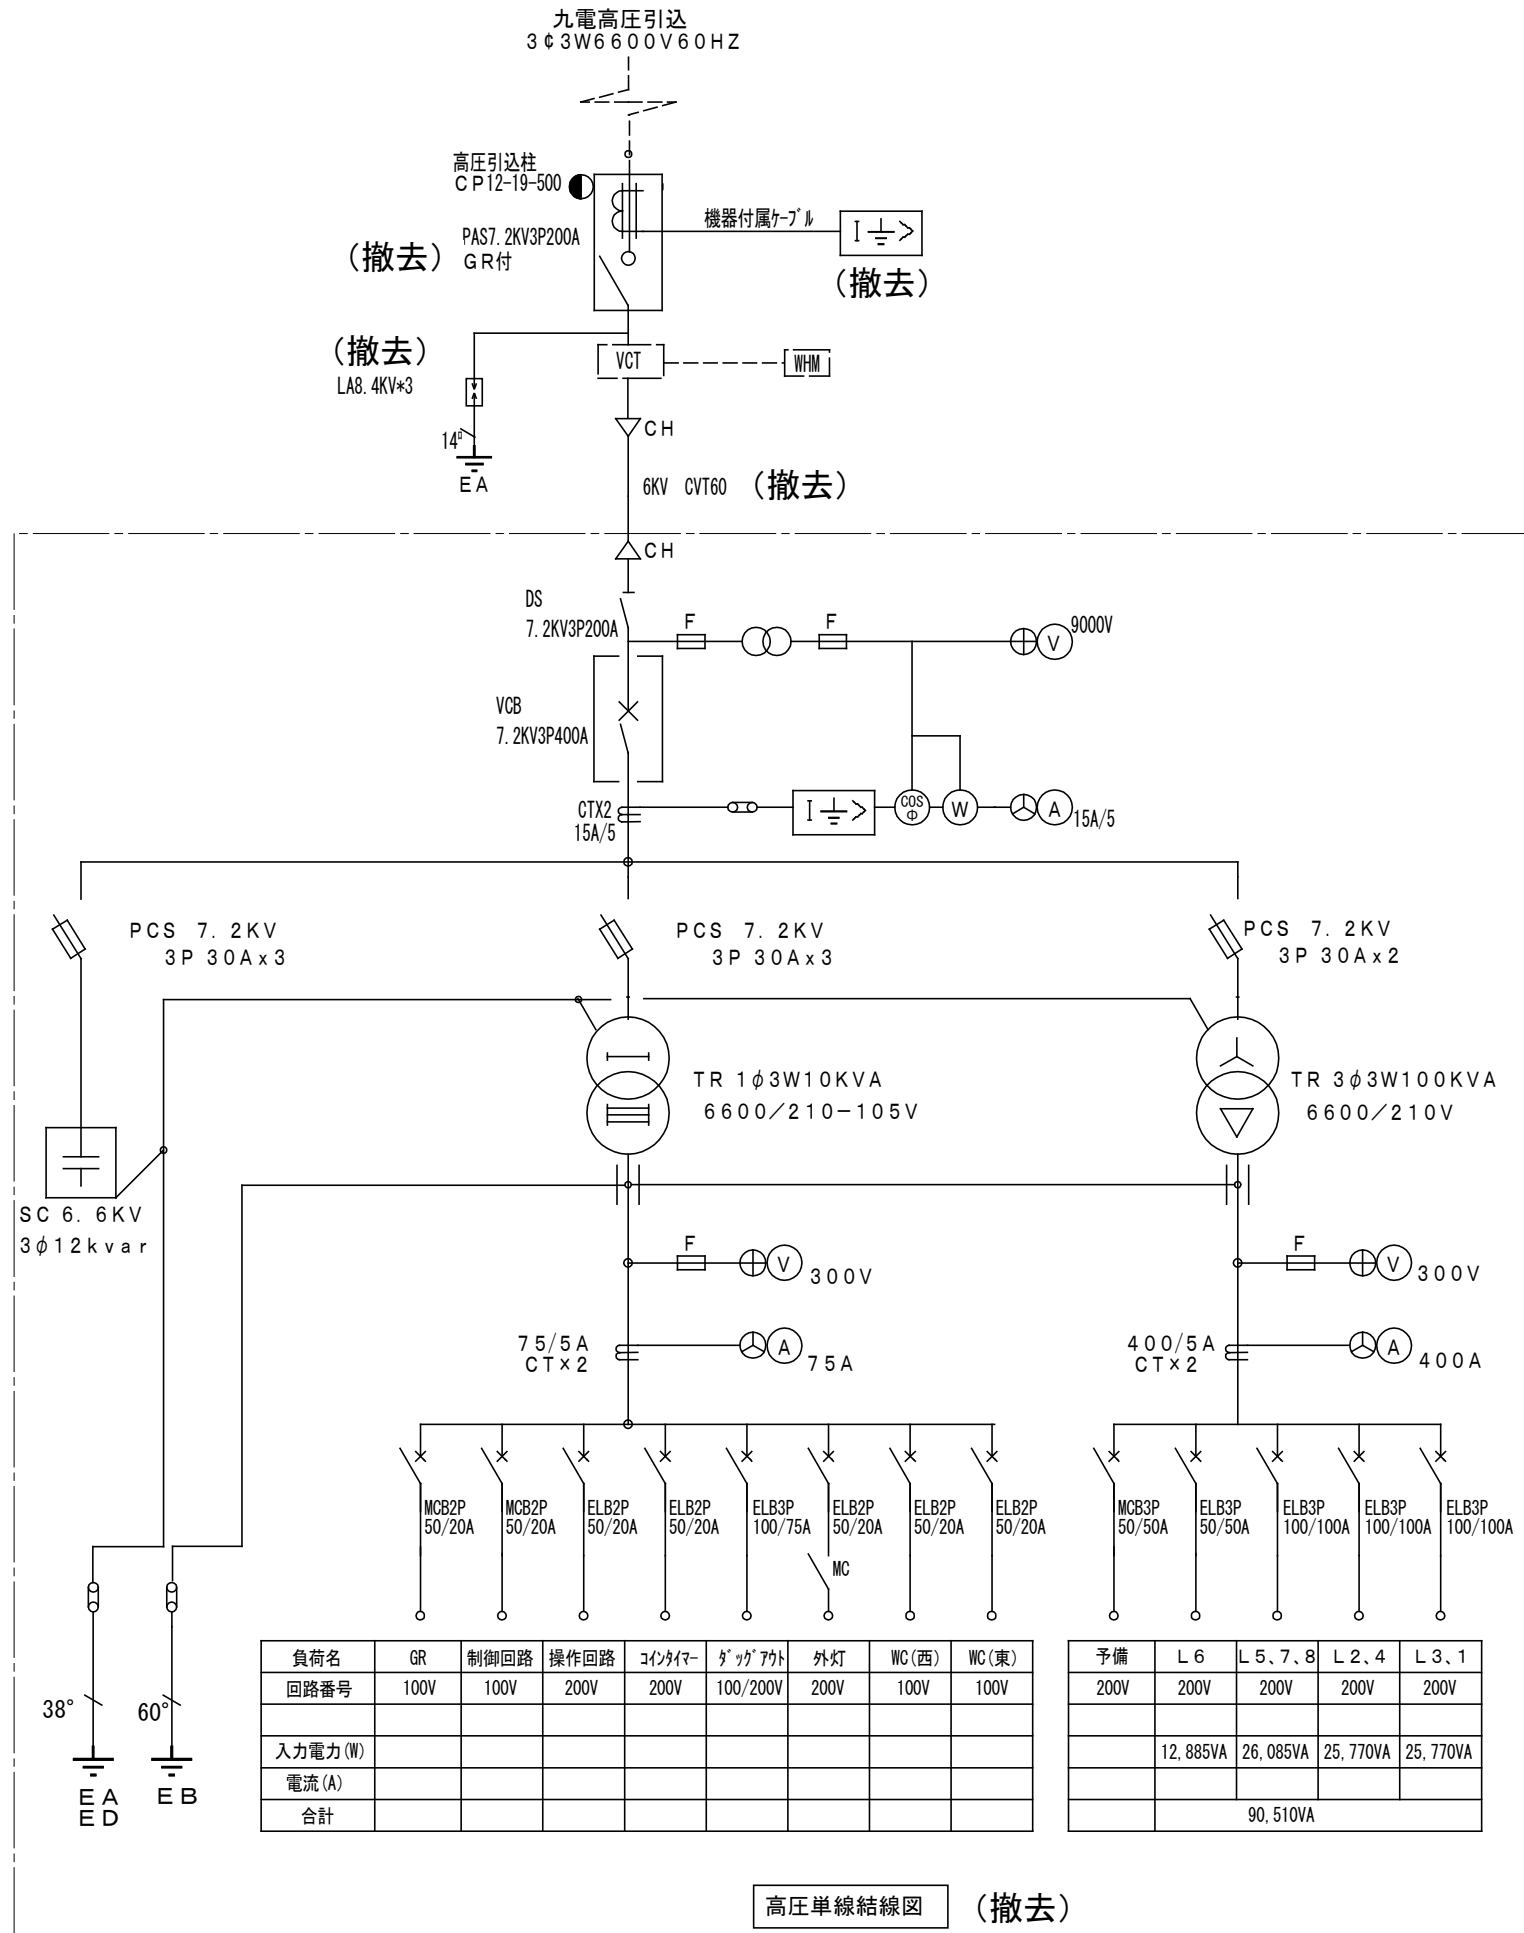 九電高圧引込
3¢3W6600V60HZ
高圧引込柱
CP12-19-500
機器付属ｹｰﾌﾞﾙ
I >
(撤去)
PAS7.2KV3P200A
GR付
(撤去)
(撤去)
LA8.4KV*3
VCT
WHM
14°
EA
CH
6KV CVT60
(撤去)
CH
DS
7.2KV3P200A
F
F
V
9000V
VCB
7.2KV3P400A
CTX2
15A/5
I >
COS
Φ
W
A
15A/5
PCS 7.2KV
3P 30Ax3
PCS 7.2KV
3P 30Ax3
PCS 7.2KV
3P 30Ax2
TR 1φ3W10KVA
6600/210-105V
TR 3φ3W100KVA
6600/210V
SC 6.6KV
3φ12kvar
F
V
300V
F
V
300V
75/5A
CT×2
A
75A
400/5A
CT×2
A
400A
MCB2P
50/20A
MCB2P
50/20A
ELB2P
50/20A
ELB2P
50/20A
ELB3P
100/75A
ELB2P
50/20A
ELB2P
50/20A
ELB2P
50/20A
MCB3P
50/50A
ELB3P
50/50A
ELB3P
100/100A
ELB3P
100/100A
ELB3P
100/100A
MC
負荷名 GR 制御回路 操作回路 ｺｲﾝﾀｲﾏｰ ﾀﾞｯｸﾞｱｳﾄ 外灯 WC(西) WC(東)
回路番号 100V 100V 200V 200V 100/200V 200V 100V 100V
入力電力(W)
電流(A)
合計
予備 L6 L5、7、8 L2、4 L3、1
200V 200V 200V 200V 200V
12,885VA 26,085VA 25,770VA 25,770VA
90,510VA
38°
EA
ED
60°
EB
高圧単線結線図
(撤去)